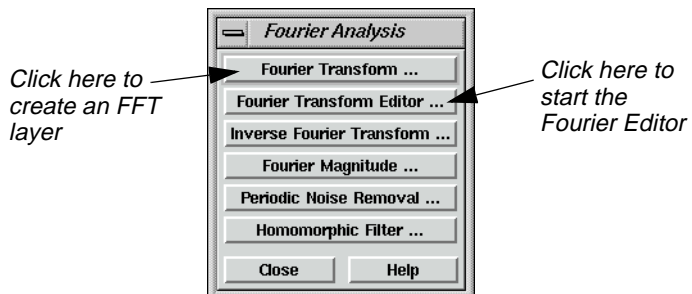 Fourier Analysis
Click here to
create an FFT
layer
Fourier Transform ...
Fourier Transform Editor ...
Inverse Fourier Transform ...
Fourier Magnitude ...
Periodic Noise Removal ...
Homomorphic Filter ...
Close Help
Click here to
start the
Fourier Editor